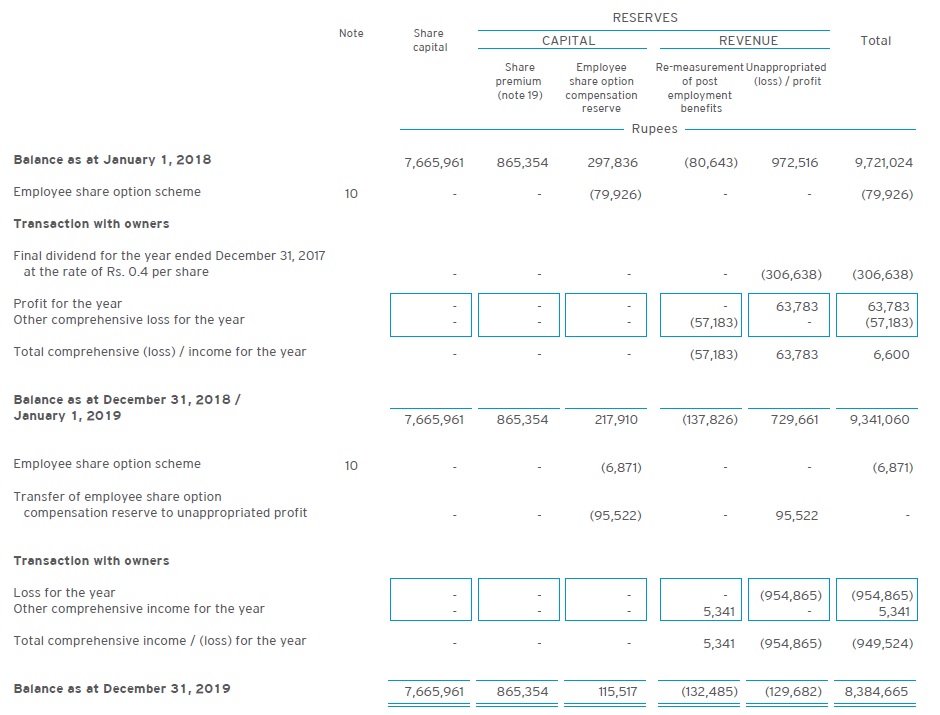 RESERVES
Note Share capital CAPITAL REVENUE Total
Share premium (note 19) Employee share option compensation reserve Re-measurement of post employment benefits Unappropriated (loss) / profit
Rupees
Balance as at January 1, 2018 7,665,961 865,354 297,836 (80,643) 972,516 9,721,024
Employee share option scheme 10 - - (79,926) - - (79,926)
Transaction with owners
Final dividend for the year ended December 31, 2017
at the rate of Rs. 0.4 per share - - - - (306,638) (306,638)
Profit for the year - - - - 63,783 63,783
Other comprehensive loss for the year - - - (57,183) - (57,183)
Total comprehensive (loss) / income for the year - - - (57,183) 63,783 6,600
Balance as at December 31, 2018 /
January 1, 2019 7,665,961 865,354 217,910 (137,826) 729,661 9,341,060
Employee share option scheme 10 - - (6,871) - - (6,871)
Transfer of employee share option
compensation reserve to unappropriated profit - - (95,522) - 95,522 -
Transaction with owners
Loss for the year - - - - (954,865) (954,865)
Other comprehensive income for the year - - - 5,341 - 5,341
Total comprehensive income / (loss) for the year - - - 5,341 (954,865) (949,524)
Balance as at December 31, 2019 7,665,961 865,354 115,517 (132,485) (129,682) 8,384,665